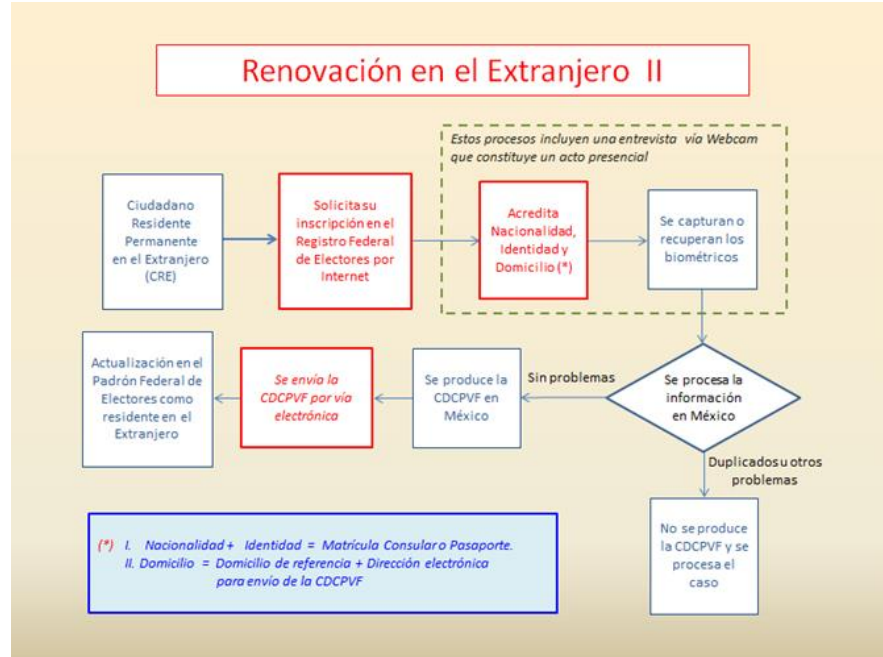 Renovación en el Extranjero II
Estos procesos incluyen una entrevista vía Webcam
que constituye un acto presencial
Ciudadano
Residente
Permanente
en el Extranjero
(CRE)
Solicita su
inscripción en el
Registro Federal
de Electores por
Internet
Acredita
Nacionalidad,
Identidad y
Domicilio (*)
Se capturan o
recuperan los
biométricos
Se procesa la
información
en México
Sin problemas
Se produce la
CDCPVF en
México
Se envía la
CDCPVF por vía
electrónica
Actualización en el
Padrón Federal de
Electores como
residente en el
Extranjero
Duplicados u otros
problemas
No se produce
la CDCPVF y se
procesa el
caso
(*) I. Nacionalidad + Identidad = Matrícula Consular o Pasaporte.
II. Domicilio = Domicilio de referencia + Dirección electrónica
para envío de la CDCPVF